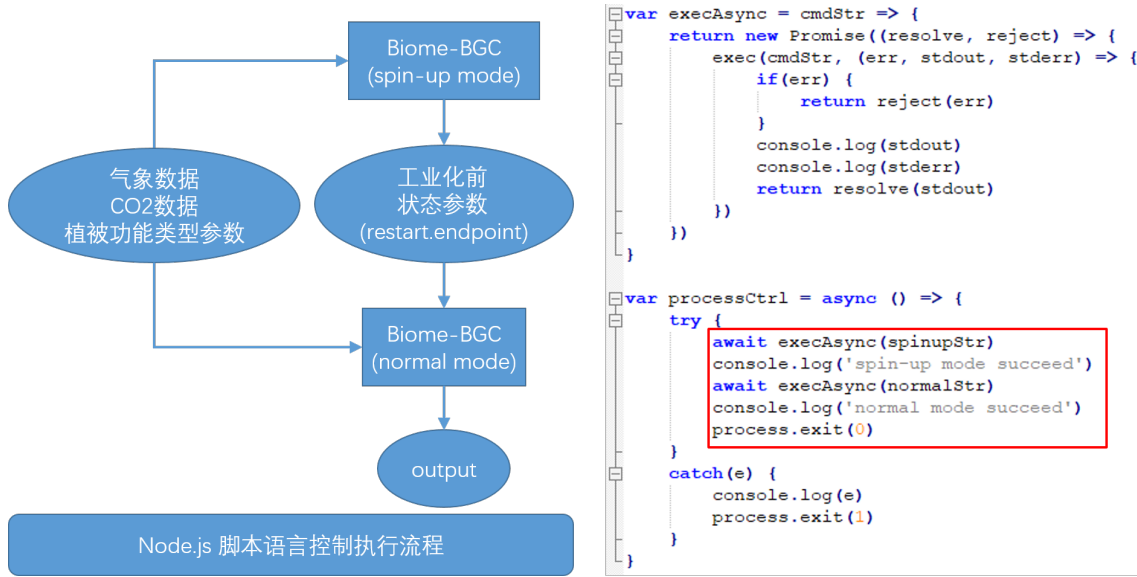 Biome-BGC
(spin-up mode)
气象数据
CO2数据
植被功能类型参数
工业化前
状态参数
(restart.endpoint)
Biome-BGC
(normal mode)
output
Node.js 脚本语言控制执行流程
var execAsync = cmdStr => {
return new Promise((resolve, reject) => {
exec(cmdStr, (err, stdout, stderr) => {
if(err) {
return reject(err)
}
console.log(stdout)
console.log(stderr)
return resolve(stdout)
})
})
}
var processCtrl = async () => {
try {
await execAsync(spinupStr)
console.log('spin-up mode succeed')
await execAsync(normalStr)
console.log('normal mode succeed')
process.exit(0)
}
catch(e) {
console.log(e)
process.exit(1)
}
}